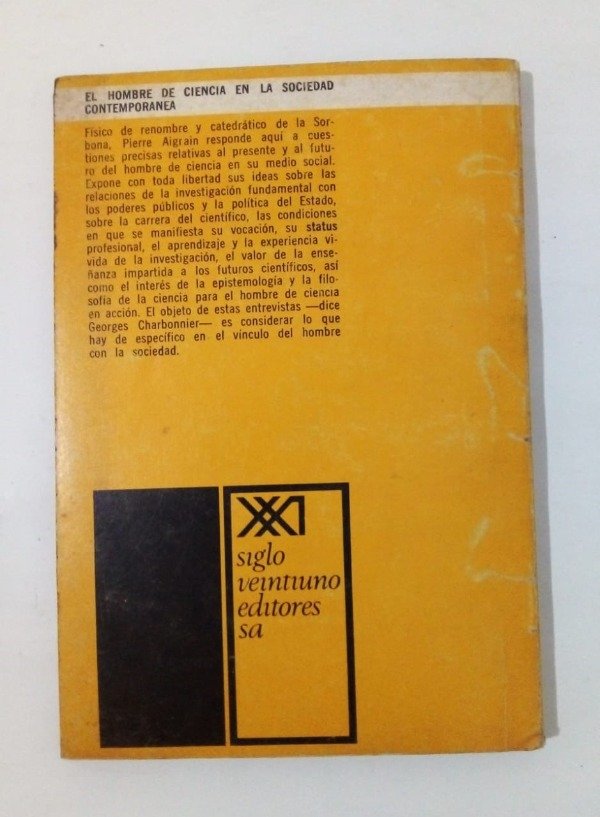 EL HOMBRE DE CIENCIA EN LA SOCIEDAD
CONTEMPORANEA
Físico de renombre y catedrático de la Sor-
bona, Pierre Aigrain responde aquí a cues-
tiones precisas relativas al presente y al futu-
ro del hombre de ciencia en su medio social.
Expone con toda libertad sus ideas sobre las
relaciones de la investigación fundamental con
los poderes públicos y la política del Estado,
sobre la carrera del científico, las condiciones
en que se manifiesta su vocación, su status
profesional, el aprendizaje y la experiencia vi-
vida de la investigación, el valor de la ense-
ñanza impartida a los futuros científicos, así
como el interés de la epistemología y la filo-
sofía de la ciencia para el hombre de ciencia
en acción. El objeto de estas entrevistas —dice
Georges Charbonnier— es considerar lo que
hay de específico en el vínculo del hombre
con la sociedad.
XXI
siglo
veintiuno
editores
sa